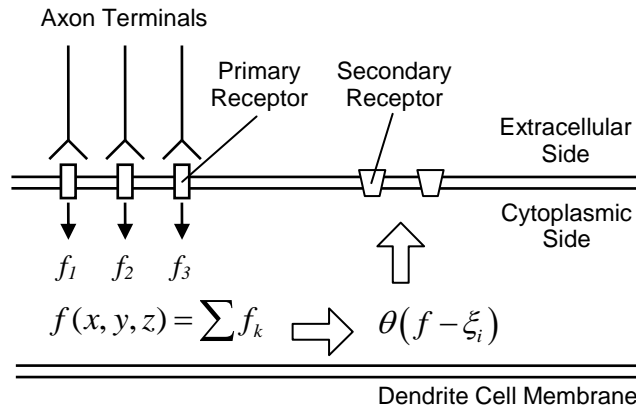 Axon Terminals
Primary
Receptor
Secondary
Receptor
Extracellular
Side
Cytoplasmic
Side
f₁ f₂ f₃
f(x, y, z) = ∑ fₖ
θ(f − ξᵢ)
Dendrite Cell Membrane